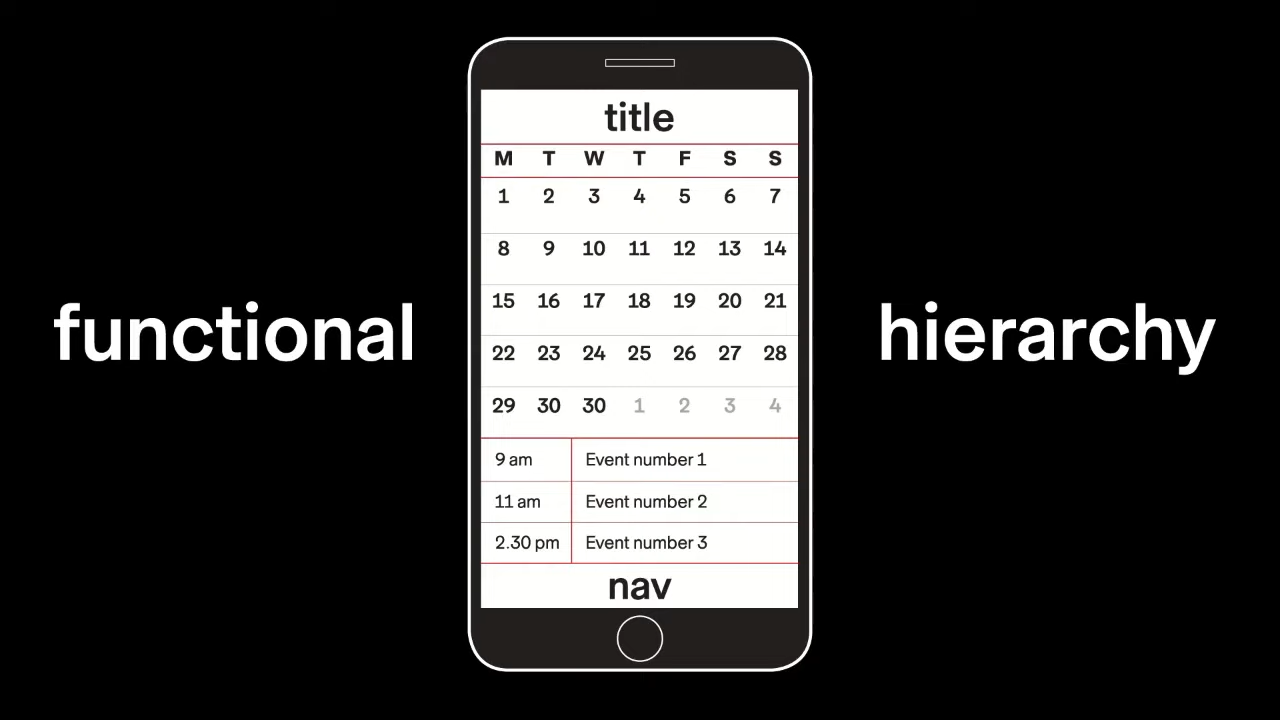 functional
title
M T W T F S S
1 2 3 4 5 6 7
8 9 10 11 12 13 14
15 16 17 18 19 20 21
22 23 24 25 26 27 28
29 30 30 1 2 3 4
9 am Event number 1
11 am Event number 2
2.30 pm Event number 3
nav
hierarchy